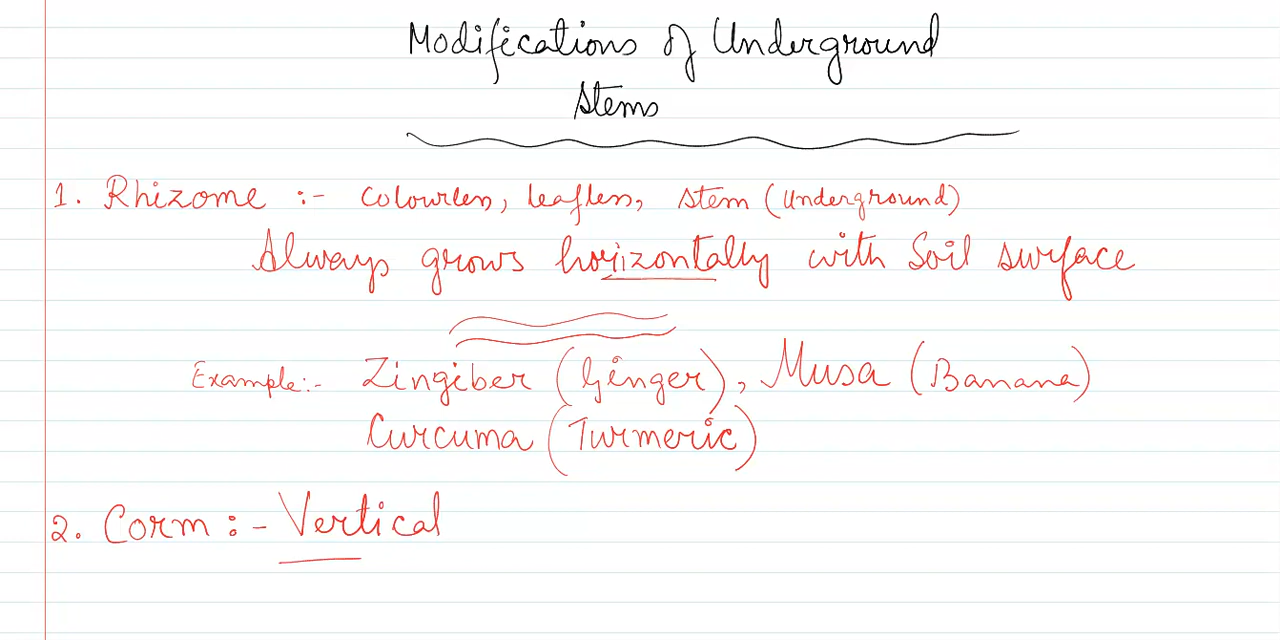 Modifications of Underground
Stems
1. Rhizome :- Colourless, leafless, stem (Underground)
Always grows horizontally with Soil surface
Example:- Zingiber (Ginger), Musa (Banana)
Curcuma (Turmeric)
2. Corm :- Vertical